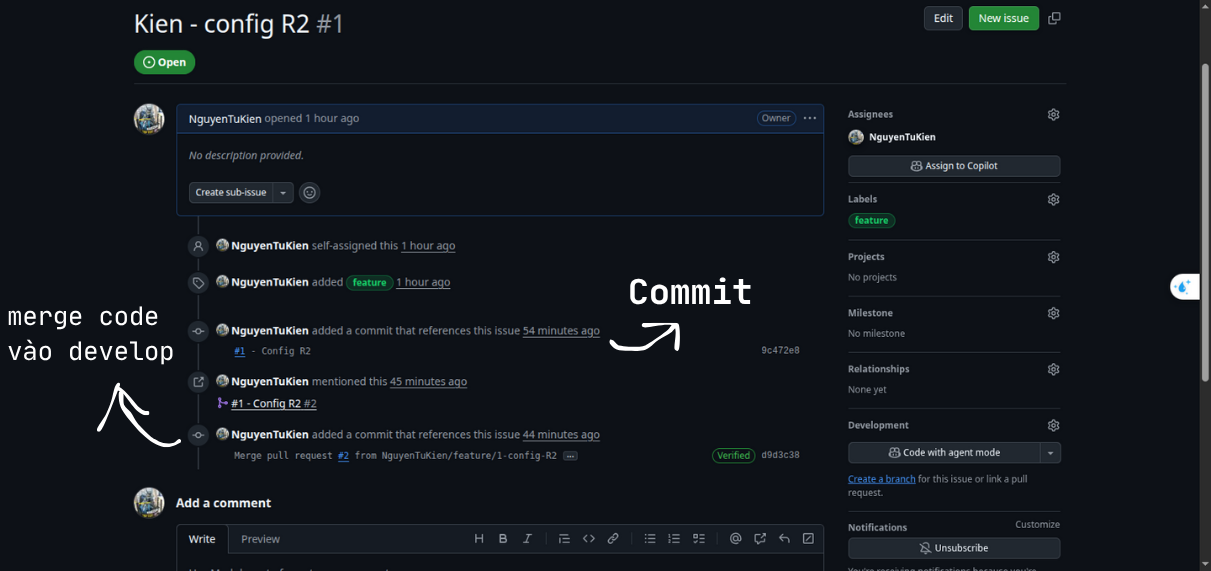 Kien - config R2 #1
Edit
New issue
Open
NguyenTuKien opened 1 hour ago
Owner
No description provided.
Create sub-issue
NguyenTuKien self-assigned this 1 hour ago
NguyenTuKien added feature 1 hour ago
Commit
merge code
vào develop
NguyenTuKien added a commit that references this issue 54 minutes ago
#1 - Config R2
9c472e8
NguyenTuKien mentioned this 45 minutes ago
#1 - Config R2 #2
NguyenTuKien added a commit that references this issue 44 minutes ago
Merge pull request #2 from NguyenTuKien/feature/1-config-R2 …
Verified
d9d3c38
Add a comment
Write
Preview
Assignees
NguyenTuKien
Assign to Copilot
Labels
feature
Projects
No projects
Milestone
No milestone
Relationships
None yet
Development
Code with agent mode
Create a branch for this issue or link a pull
request.
Notifications
Customize
Unsubscribe